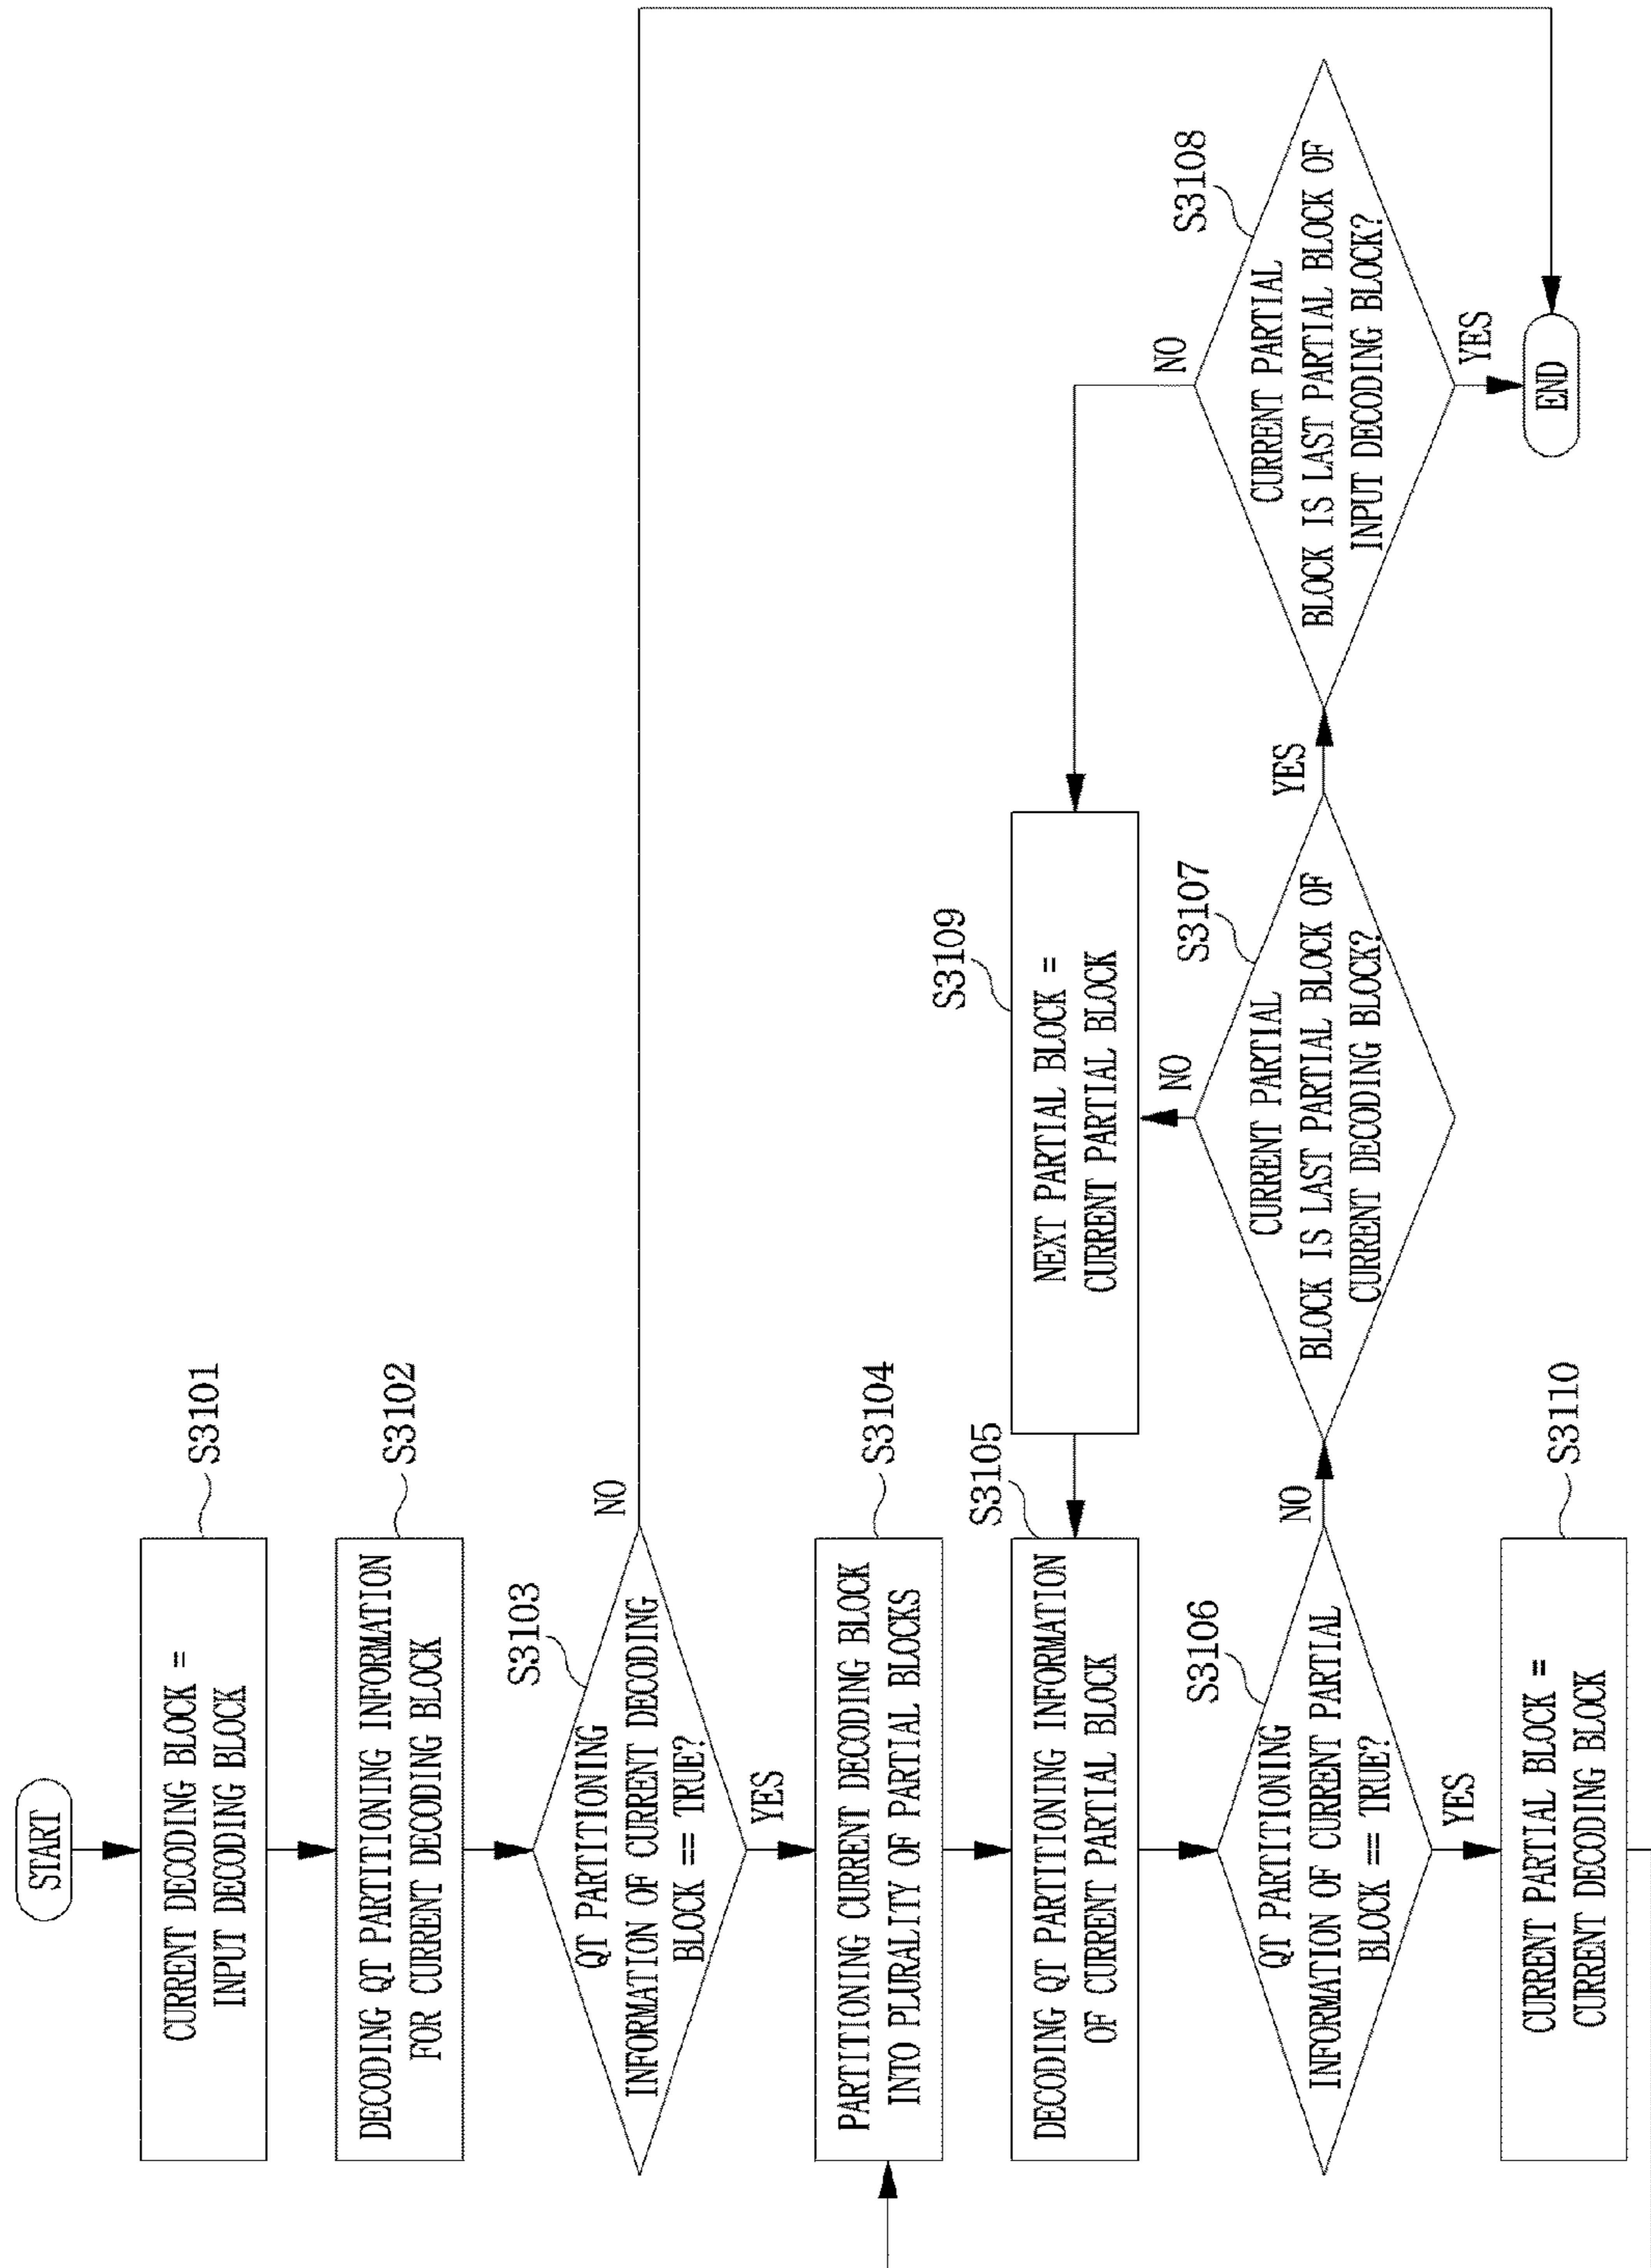 START
CURRENT DECODING BLOCK =
INPUT DECODING BLOCK
S3101
DECODING QT PARTITIONING INFORMATION
FOR CURRENT DECODING BLOCK
S3102
QT PARTITIONING
INFORMATION OF CURRENT DECODING
BLOCK == TRUE?
S3103
NO
YES
PARTITIONING CURRENT DECODING BLOCK
INTO PLURALITY OF PARTIAL BLOCKS
S3104
DECODING QT PARTITIONING INFORMATION
OF CURRENT PARTIAL BLOCK
S3105
NEXT PARTIAL BLOCK =
CURRENT PARTIAL BLOCK
S3109
QT PARTITIONING
INFORMATION OF CURRENT PARTIAL
BLOCK == TRUE?
S3106
NO
YES
CURRENT PARTIAL
BLOCK IS LAST PARTIAL BLOCK OF
CURRENT DECODING BLOCK?
S3107
NO
YES
CURRENT PARTIAL
BLOCK IS LAST PARTIAL BLOCK OF
INPUT DECODING BLOCK?
S3108
NO
YES
CURRENT PARTIAL BLOCK =
CURRENT DECODING BLOCK
S3110
END